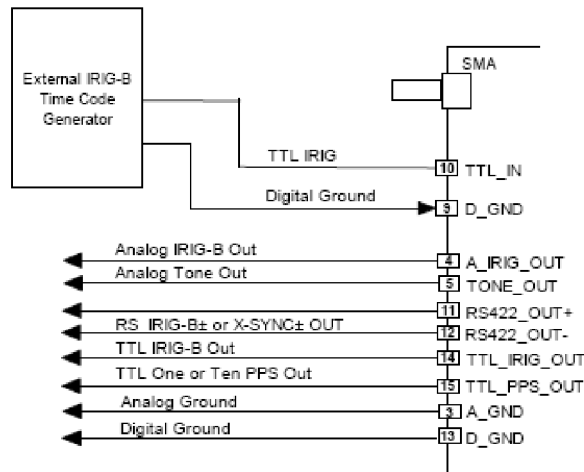 External IRIG-B
Time Code
Generator
SMA
TTL IRIG
10 TTL_IN
Digital Ground
9 D_GND
Analog IRIG-B Out
4 A_IRIG_OUT
Analog Tone Out
5 TONE_OUT
11 RS422_OUT+
RS IRIG-B± or X-SYNC± OUT
12 RS422_OUT-
TTL IRIG-B Out
14 TTL_IRIG_OUT
TTL One or Ten PPS Out
15 TTL_PPS_OUT
Analog Ground
3 A_GND
Digital Ground
13 D_GND